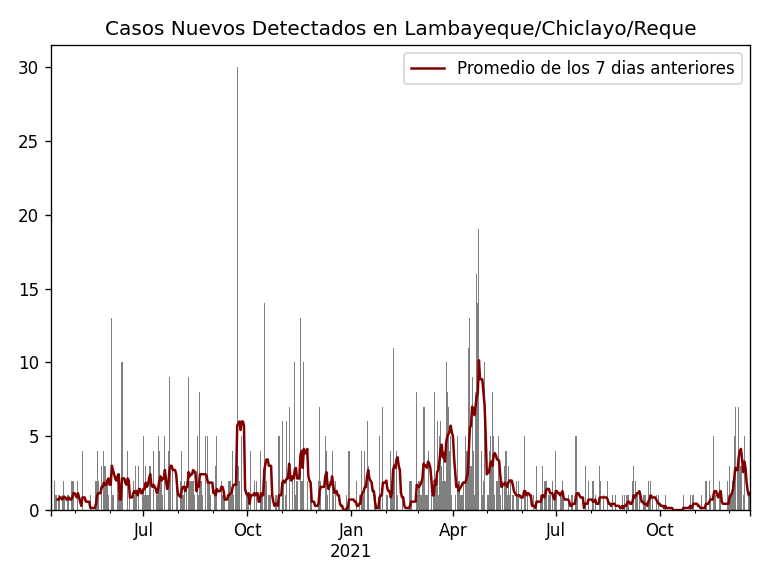 Casos Nuevos Detectados en Lambayeque/Chiclayo/Reque
Promedio de los 7 dias anteriores
30
25
20
15
10
5
0
Jul Oct Jan Apr Jul Oct
2021